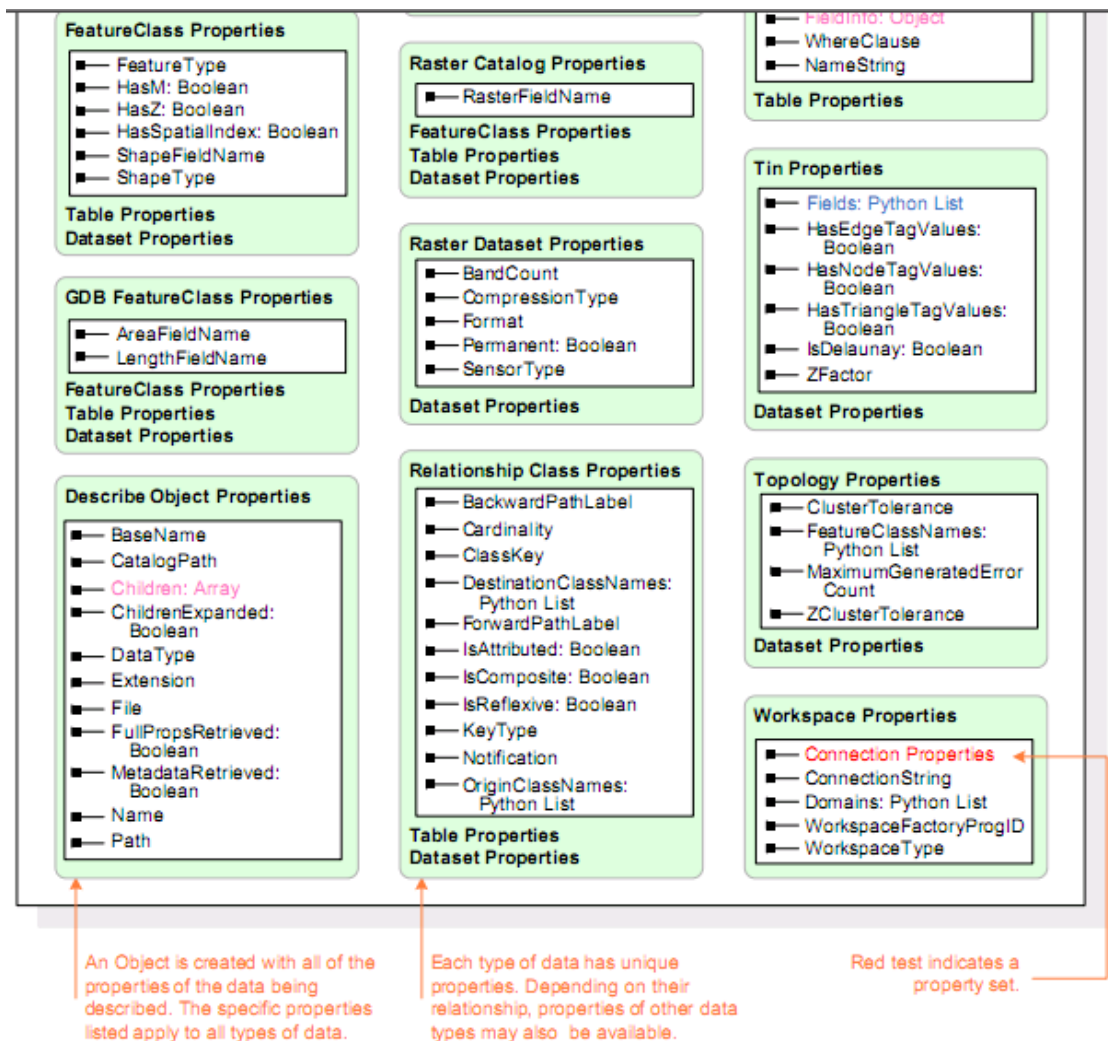 FeatureClass Properties
FeatureType
HasM: Boolean
HasZ: Boolean
HasSpatialIndex: Boolean
ShapeFieldName
ShapeType
Table Properties
Dataset Properties
GDB FeatureClass Properties
AreaFieldName
LengthFieldName
FeatureClass Properties
Table Properties
Dataset Properties
Describe Object Properties
BaseName
CatalogPath
Children: Array
ChildrenExpanded:
Boolean
DataType
Extension
File
FullPropsRetrieved:
Boolean
MetadataRetrieved:
Boolean
Name
Path
Raster Catalog Properties
RasterFieldName
FeatureClass Properties
Table Properties
Dataset Properties
Raster Dataset Properties
BandCount
CompressionType
Format
Permanent: Boolean
SensorType
Dataset Properties
Relationship Class Properties
BackwardPathLabel
Cardinality
ClassKey
DestinationClassNames:
Python List
ForwardPathLabel
IsAttributed: Boolean
IsComposite: Boolean
IsReflexive: Boolean
KeyType
Notification
OriginClassNames:
Python List
Table Properties
Dataset Properties
FieldInfo: Object
WhereClause
NameString
Table Properties
Tin Properties
Fields: Python List
HasEdgeTagValues:
Boolean
HasNodeTagValues:
Boolean
HasTriangleTagValues:
Boolean
IsDelaunay: Boolean
ZFactor
Dataset Properties
Topology Properties
ClusterTolerance
FeatureClassNames:
Python List
MaximumGeneratedError
Count
ZClusterTolerance
Dataset Properties
Workspace Properties
Connection Properties
ConnectionString
Domains: Python List
WorkspaceFactoryProgID
WorkspaceType
An Object is created with all of the
properties of the data being
described. The specific properties
listed apply to all types of data.
Each type of data has unique
properties. Depending on their
relationship, properties of other data
types may also be available.
Red test indicates a
property set.